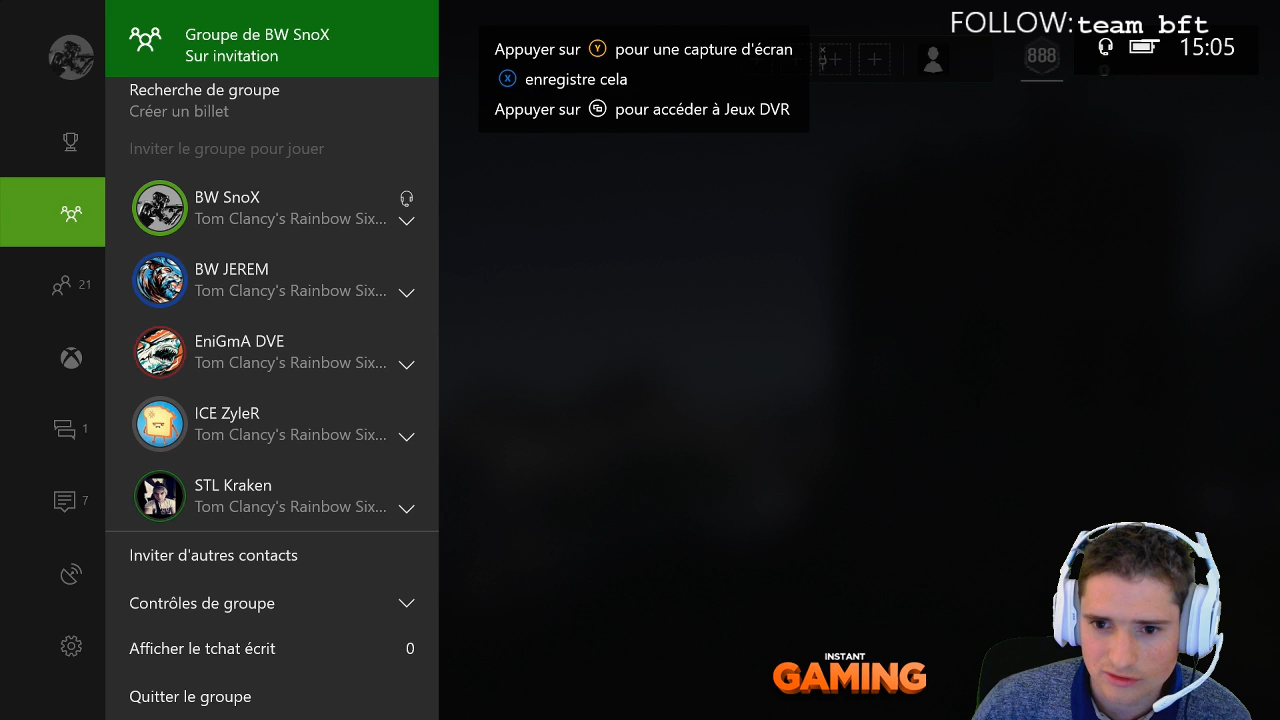 Groupe de BW SnoX
Sur invitation
Recherche de groupe
Créer un billet
Inviter le groupe pour jouer
BW SnoX
Tom Clancy's Rainbow Six...
BW JEREM
Tom Clancy's Rainbow Six...
EniGmA DVE
Tom Clancy's Rainbow Six...
ICE ZyleR
Tom Clancy's Rainbow Six...
STL Kraken
Tom Clancy's Rainbow Six...
Inviter d'autres contacts
Contrôles de groupe
Afficher le tchat écrit 0
Quitter le groupe
21
1
7
Appuyer sur Y pour une capture d'écran
X enregistre cela
Appuyer sur pour accéder à Jeux DVR
FOLLOW:team bft
888
15:05
INSTANT
GAMING